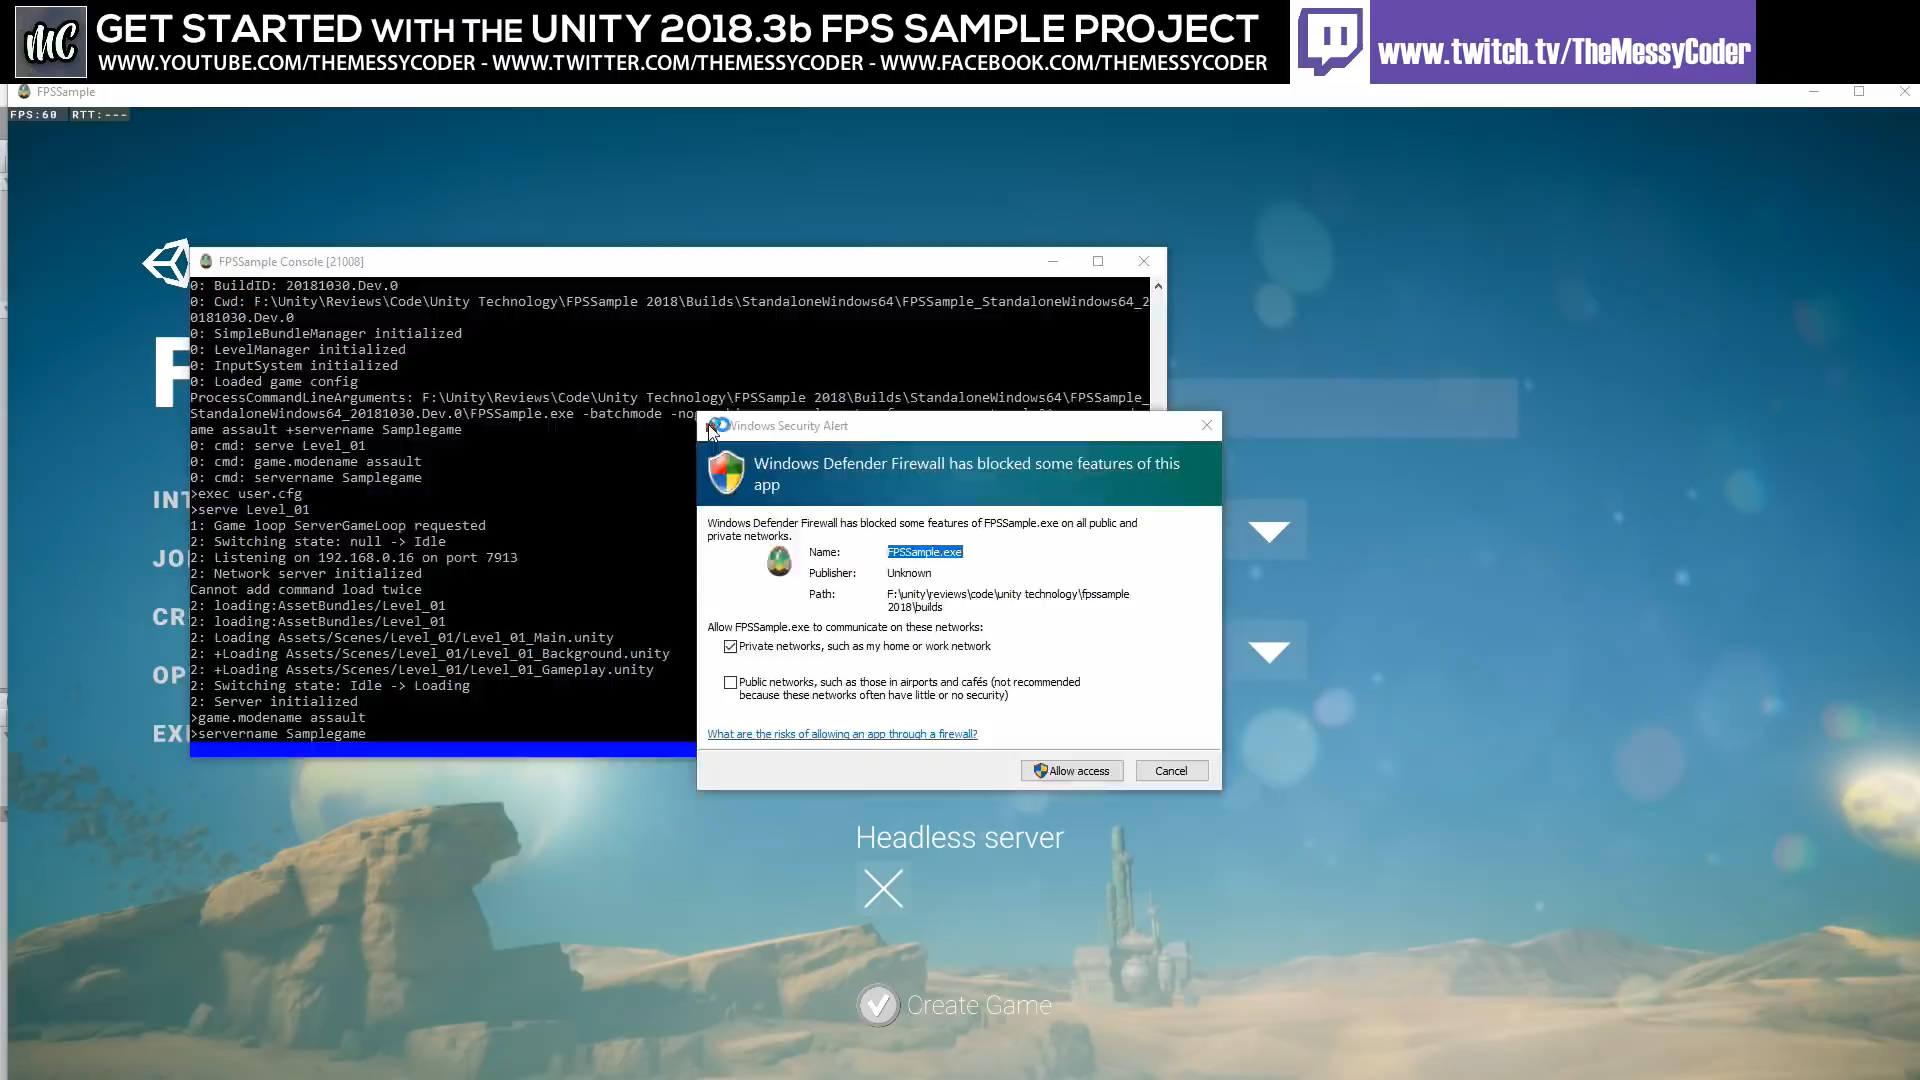 MC
GET STARTED WITH THE UNITY 2018.3b FPS SAMPLE PROJECT
WWW.YOUTUBE.COM/THEMESSYCODER - WWW.TWITTER.COM/THEMESSYCODER - WWW.FACEBOOK.COM/THEMESSYCODER
www.twitch.tv/TheMessyCoder
FPSSample
FPS:60 RTT:---
FPSSample Console [21008]
0: BuildID: 20181030.Dev.0
0: Cwd: F:\Unity\Reviews\Code\Unity Technology\FPSSample 2018\Builds\StandaloneWindows64\FPSSample_StandaloneWindows64_2
0181030.Dev.0
0: SimpleBundleManager initialized
0: LevelManager initialized
0: InputSystem initialized
0: Loaded game config
ProcessCommandLineArguments: F:\Unity\Reviews\Code\Unity Technology\FPSSample 2018\Builds\StandaloneWindows64\FPSSample_
StandaloneWindows64_20181030.Dev.0\FPSSample.exe -batchmode
ame assault +servername Samplegame
0: cmd: serve Level_01
0: cmd: game.modename assault
0: cmd: servername Samplegame
>exec user.cfg
>serve Level_01
1: Game loop ServerGameLoop requested
2: Switching state: null -> Idle
2: Listening on 192.168.0.16 on port 7913
2: Network server initialized
Cannot add command load twice
2: loading:AssetBundles/Level_01
2: loading:AssetBundles/Level_01
2: Loading Assets/Scenes/Level_01/Level_01_Main.unity
2: +Loading Assets/Scenes/Level_01/Level_01_Background.unity
2: +Loading Assets/Scenes/Level_01/Level_01_Gameplay.unity
2: Switching state: Idle -> Loading
2: Server initialized
>game.modename assault
>servername Samplegame
Windows Security Alert
Windows Defender Firewall has blocked some features of this
app
Windows Defender Firewall has blocked some features of FPSSample.exe on all public and
private networks.
Name: FPSSample.exe
Publisher: Unknown
Path: F:\unity\reviews\code\unity technology\fpssample
2018\builds
Allow FPSSample.exe to communicate on these networks:
Private networks, such as my home or work network
Public networks, such as those in airports and cafés (not recommended
because these networks often have little or no security)
What are the risks of allowing an app through a firewall?
Allow access Cancel
F
INT
JO
CR
OP
EX
Headless server
Create Game